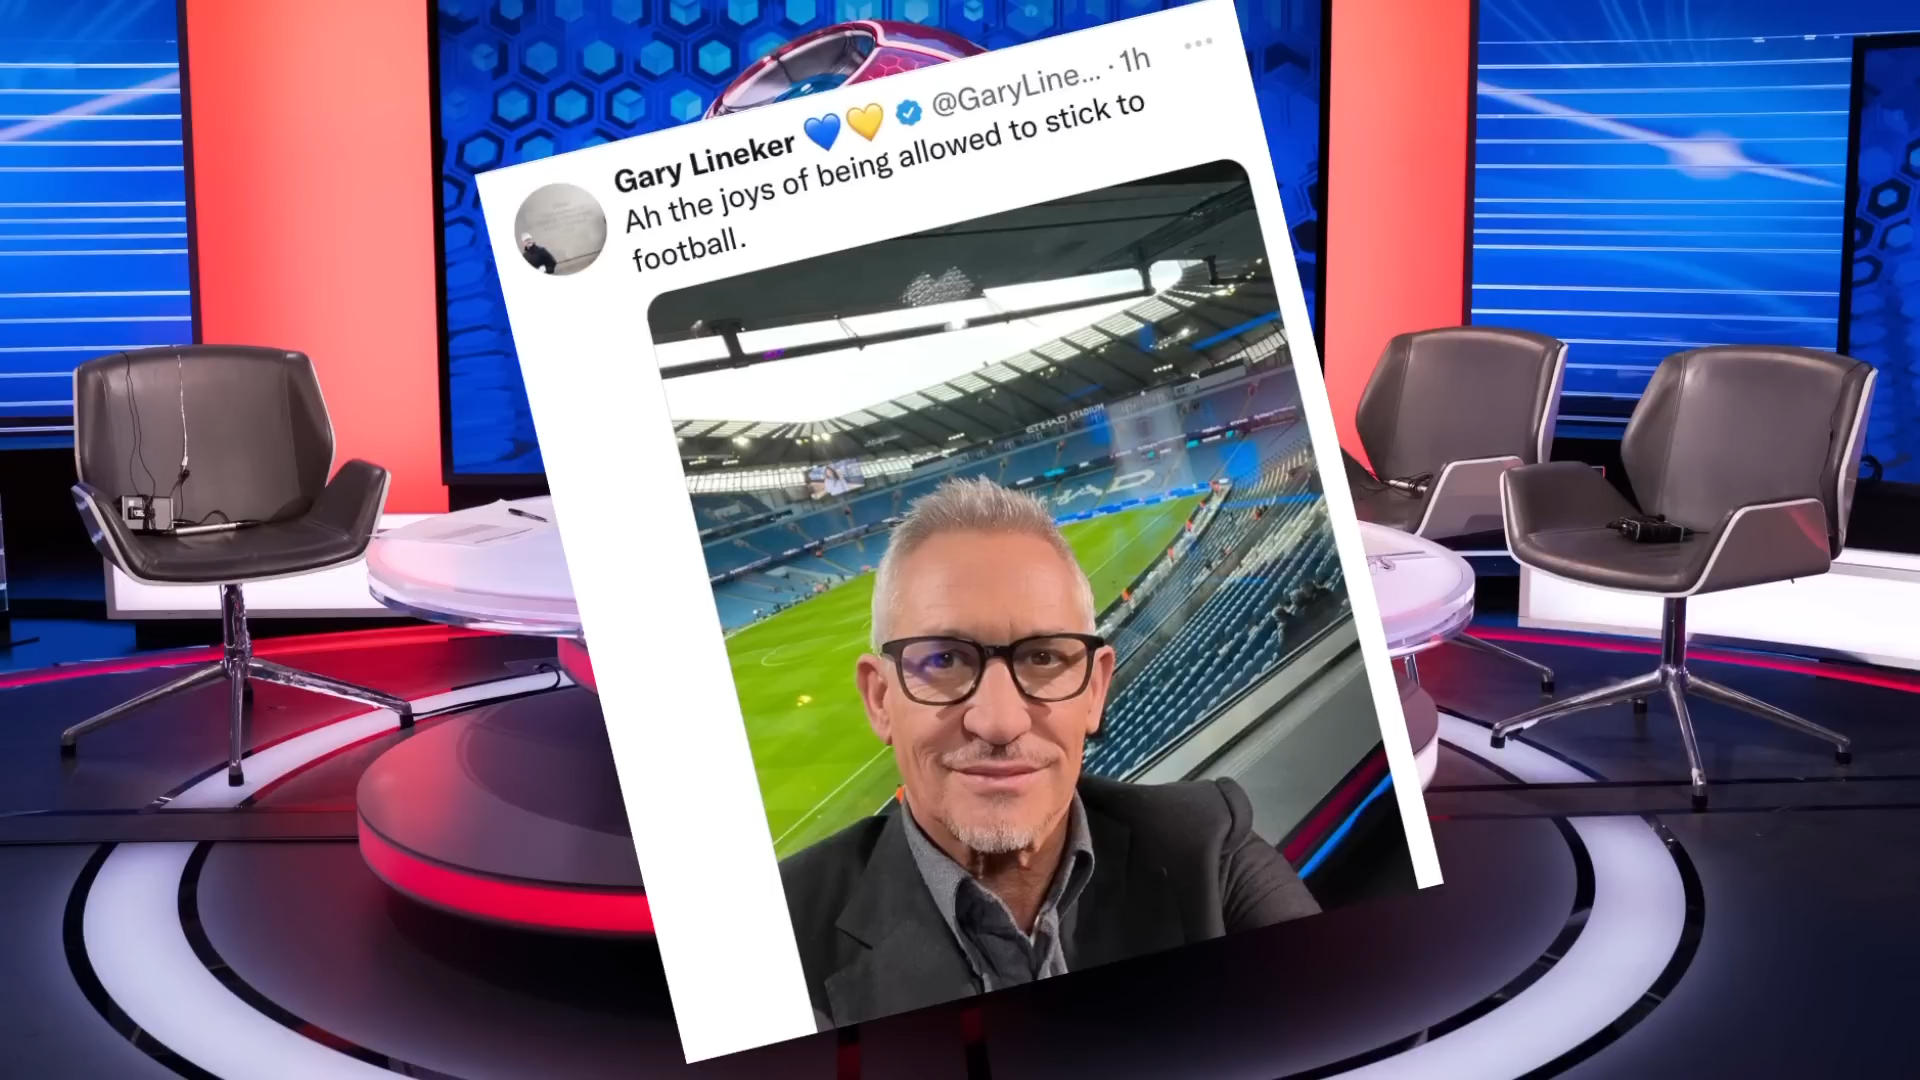 Gary Lineker 💙💛 @GaryLine... · 1h
Ah the joys of being allowed to stick to
football.
ETIHAD STADIUM